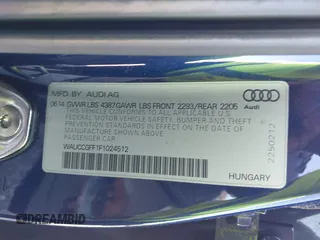 MFD. BY AUDI AG
06.14 GVWR LBS 4387 GAWR LBS FRONT 2293/REAR 2205
THIS VEHICLE CONFORMS TO ALL APPLICABLE U.S.
FEDERAL MOTOR VEHICLE SAFETY, BUMPER, AND THEFT
PREVENTION STANDARDS IN EFFECT ON THE DATE OF
MANUFACTURE SHOWN ABOVE
PASSENGER CAR
WAUCCGFF1F1024512
Audi
2250212
HUNGARY
DREAMBID